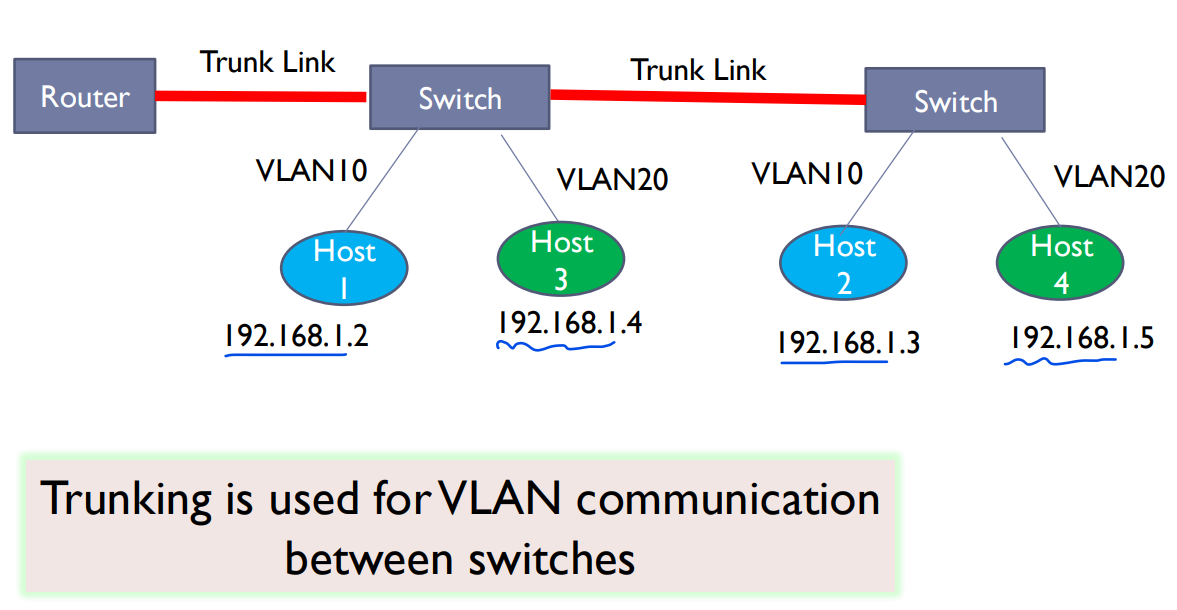 Trunk Link
Trunk Link
Router
Switch
Switch
VLAN10
VLAN20
VLAN10
VLAN20
Host
1
Host
3
Host
2
Host
4
192.168.1.2
192.168.1.4
192.168.1.3
192.168.1.5
Trunking is used for VLAN communication
between switches